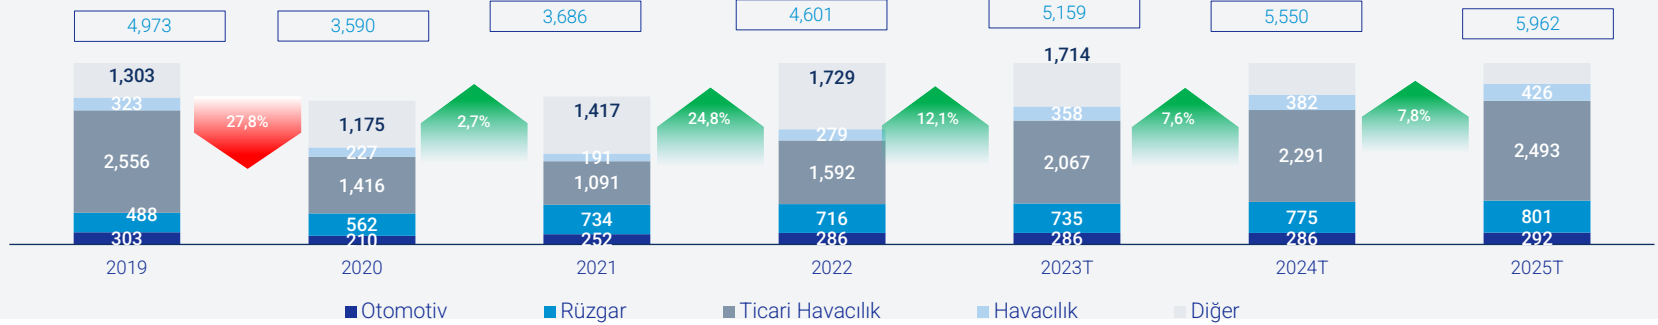 4,973 3,590 3,686 4,601 5,159 5,550 5,962
1,303 1,175 1,417 1,729 1,714
323 227 191 279 358 382 426
2,556 1,416 1,091 1,592 2,067 2,291 2,493
488 562 734 716 735 775 801
303 210 252 286 286 286 292
27,8% 2,7% 24,8% 12,1% 7,6% 7,8%
2019 2020 2021 2022 2023T 2024T 2025T
Otomotiv Rüzgar Ticari Havacılık Havacılık Diğer